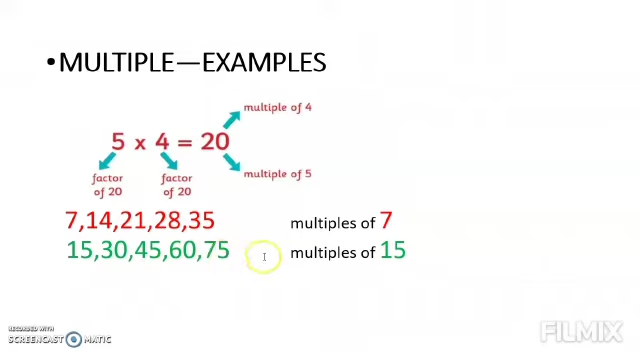 •MULTIPLE—EXAMPLES
multiple of 4
5 x 4 = 20
multiple of 5
factor of 20
factor of 20
7,14,21,28,35 multiples of 7
15,30,45,60,75 multiples of 15
RECORDED WITH
SCREENCAST MATIC
FILMIX